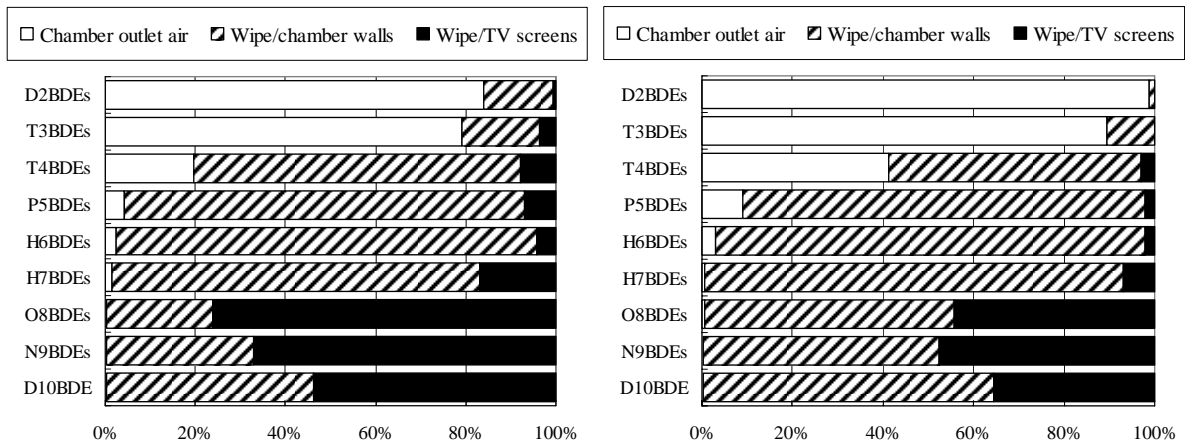 Chamber outlet air Wipe/chamber walls Wipe/TV screens
D2BDEs
T3BDEs
T4BDEs
P5BDEs
H6BDEs
H7BDEs
O8BDEs
N9BDEs
D10BDE
0% 20% 40% 60% 80% 100%
Chamber outlet air Wipe/chamber walls Wipe/TV screens
D2BDEs
T3BDEs
T4BDEs
P5BDEs
H6BDEs
H7BDEs
O8BDEs
N9BDEs
D10BDE
0% 20% 40% 60% 80% 100%